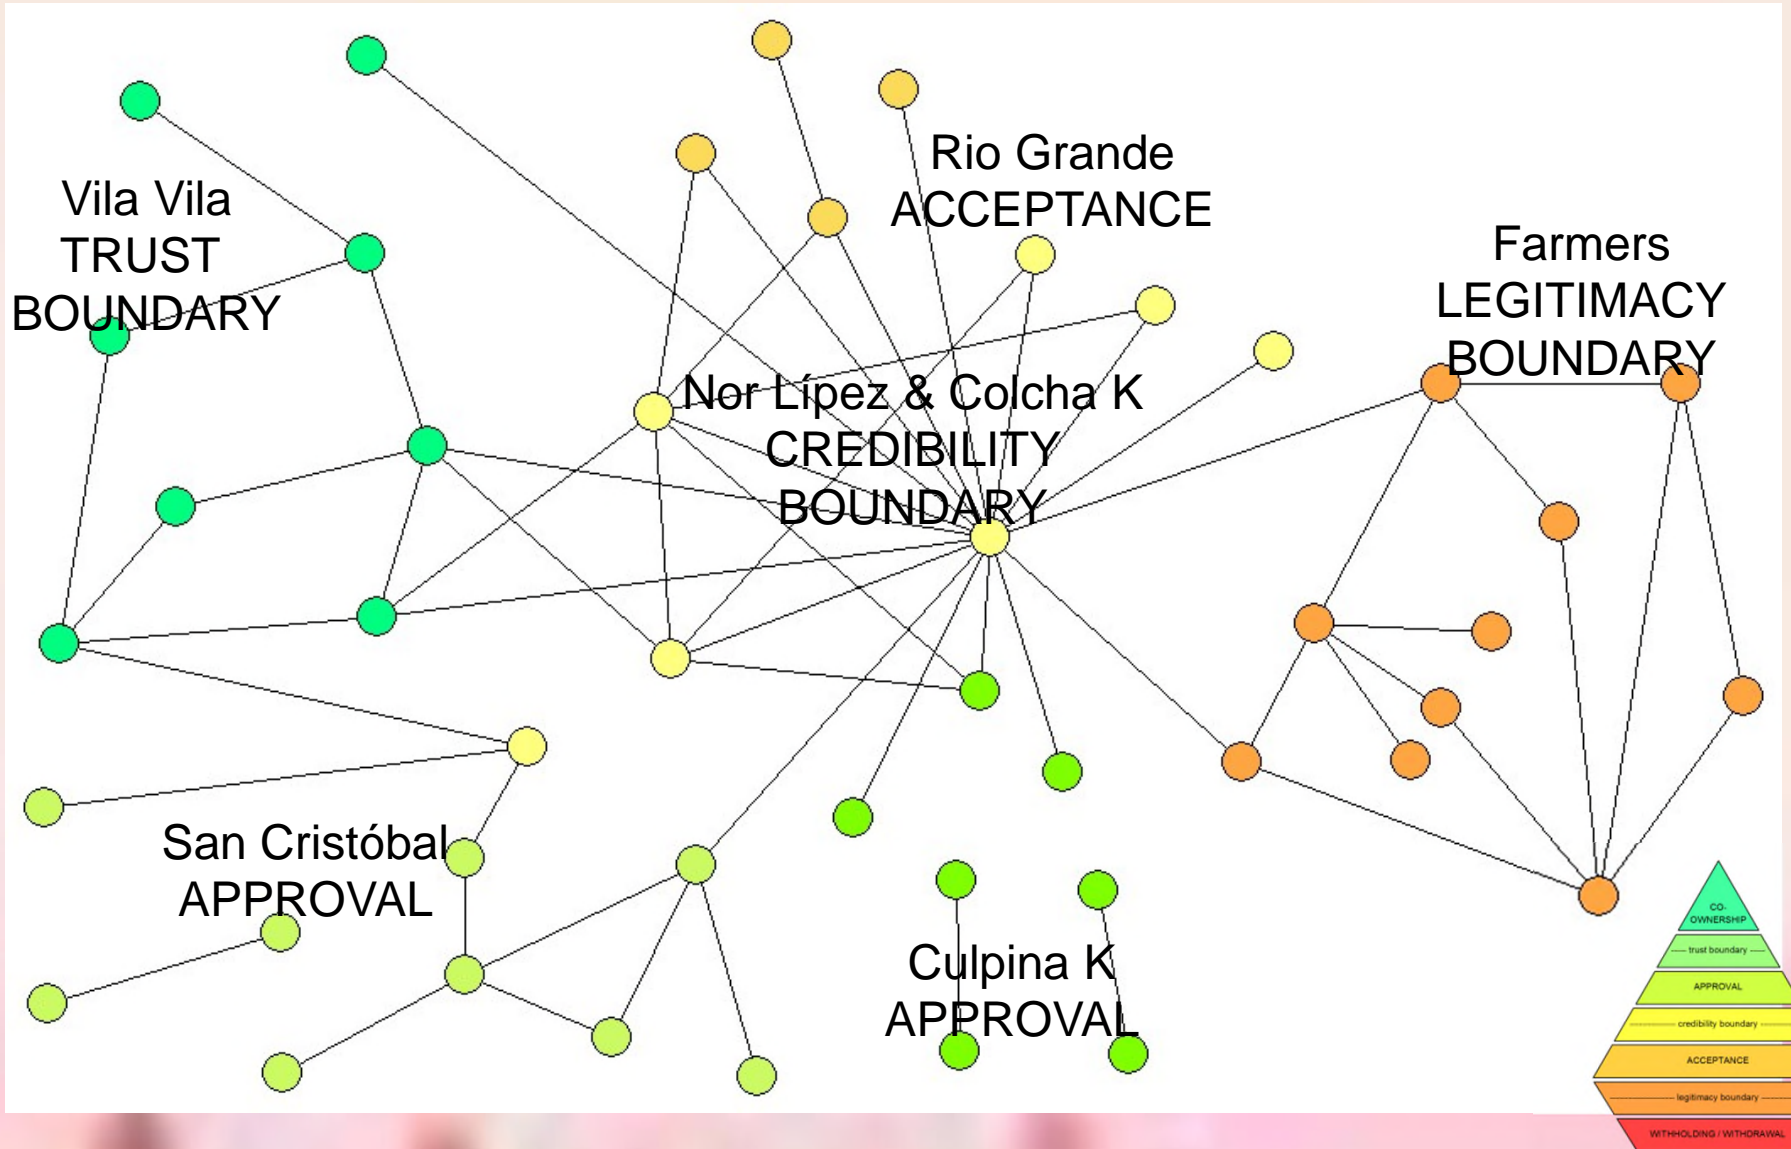 Rio Grande
ACCEPTANCE
Vila Vila
TRUST
BOUNDARY
Farmers
LEGITIMACY
BOUNDARY
Nor Lípez & Colcha K
CREDIBILITY
BOUNDARY
San Cristóbal
APPROVAL
Culpina K
APPROVAL
CO-
OWNERSHIP
trust boundary
APPROVAL
credibility boundary
ACCEPTANCE
legitimacy boundary
WITHHOLDING / WITHDRAWAL